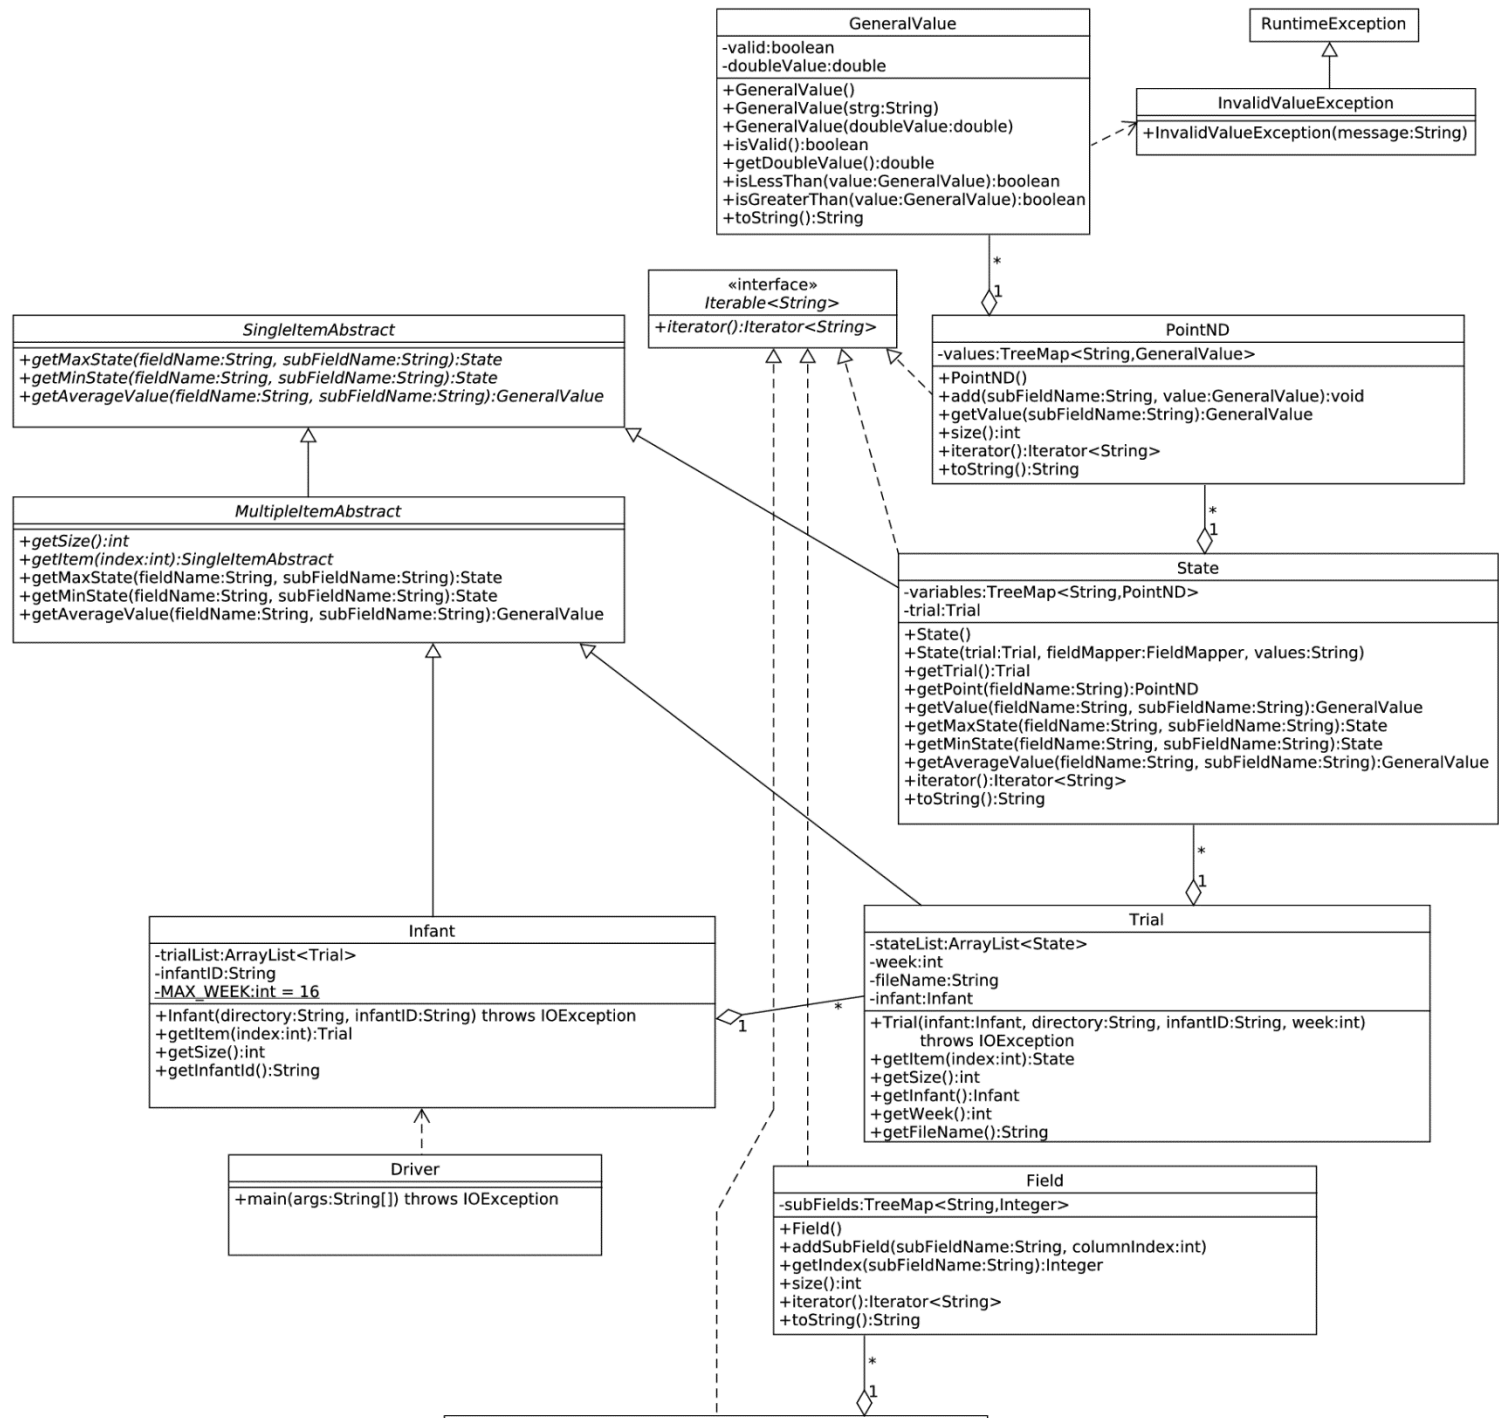 GeneralValue
-valid:boolean
-doubleValue:double
+GeneralValue()
+GeneralValue(strg:String)
+GeneralValue(doubleValue:double)
+isValid():boolean
+getDoubleValue():double
+isLessThan(value:GeneralValue):boolean
+isGreaterThan(value:GeneralValue):boolean
+toString():String
RuntimeException
InvalidValueException
+InvalidValueException(message:String)
*
1
«interface»
Iterable<String>
+iterator():Iterator<String>
PointND
-values:TreeMap<String,GeneralValue>
+PointND()
+add(subFieldName:String, value:GeneralValue):void
+getValue(subFieldName:String):GeneralValue
+size():int
+iterator():Iterator<String>
+toString():String
SingleItemAbstract
+getMaxState(fieldName:String, subFieldName:String):State
+getMinState(fieldName:String, subFieldName:String):State
+getAverageValue(fieldName:String, subFieldName:String):GeneralValue
MultipleItemAbstract
+getSize():int
+getItem(index:int):SingleItemAbstract
+getMaxState(fieldName:String, subFieldName:String):State
+getMinState(fieldName:String, subFieldName:String):State
+getAverageValue(fieldName:String, subFieldName:String):GeneralValue
*
1
State
-variables:TreeMap<String,PointND>
-trial:Trial
+State()
+State(trial:Trial, fieldMapper:FieldMapper, values:String)
+getTrial():Trial
+getPoint(fieldName:String):PointND
+getValue(fieldName:String, subFieldName:String):GeneralValue
+getMaxState(fieldName:String, subFieldName:String):State
+getMinState(fieldName:String, subFieldName:String):State
+getAverageValue(fieldName:String, subFieldName:String):GeneralValue
+iterator():Iterator<String>
+toString():String
*
1
Infant
-trialList:ArrayList<Trial>
-infantID:String
-MAX_WEEK:int = 16
+Infant(directory:String, infantID:String) throws IOException
+getItem(index:int):Trial
+getSize():int
+getInfantId():String
1
*
Trial
-stateList:ArrayList<State>
-week:int
-fileName:String
-infant:Infant
+Trial(infant:Infant, directory:String, infantID:String, week:int)
throws IOException
+getItem(index:int):State
+getSize():int
+getInfant():Infant
+getWeek():int
+getFileName():String
Driver
+main(args:String[]) throws IOException
Field
-subFields:TreeMap<String,Integer>
+Field()
+addSubField(subFieldName:String, columnIndex:int)
+getIndex(subFieldName:String):Integer
+size():int
+iterator():Iterator<String>
+toString():String
*
1